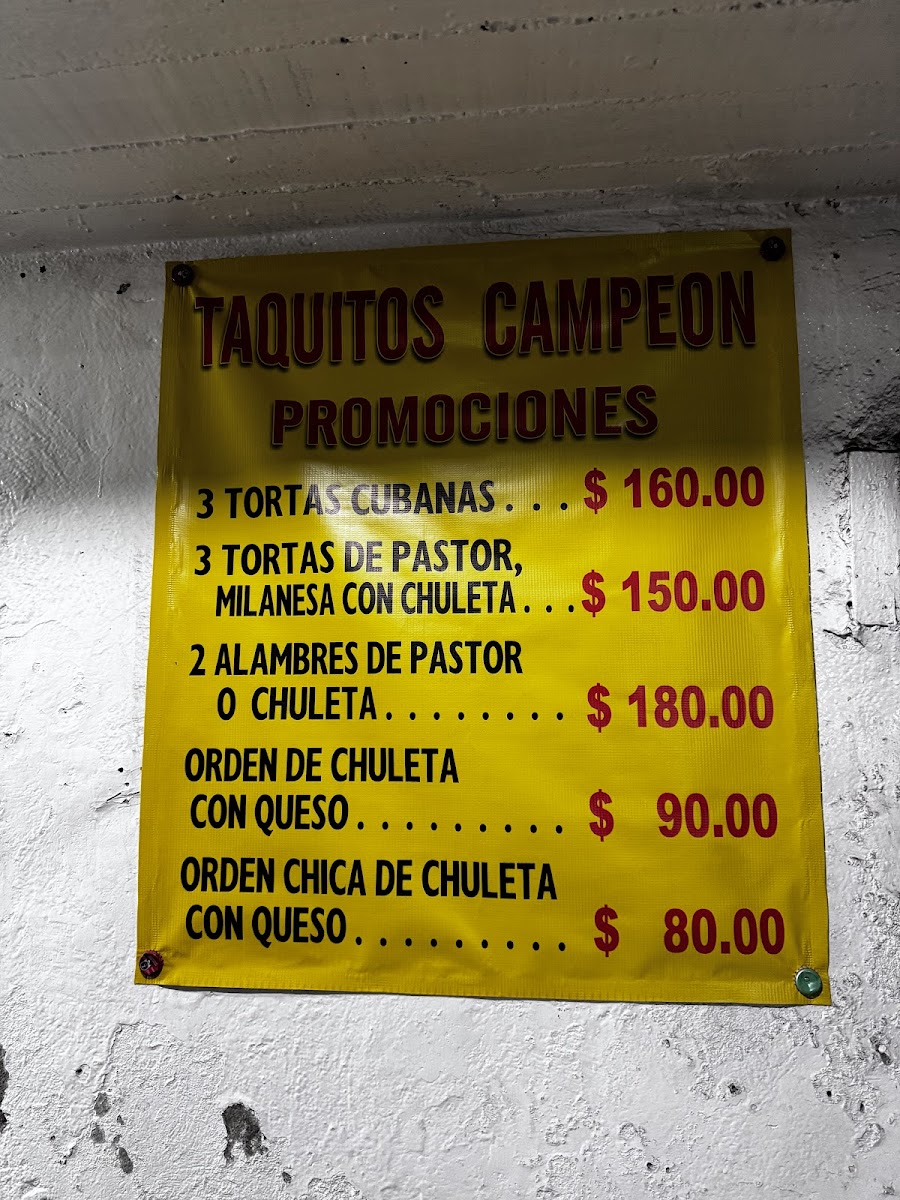 TAQUITOS CAMPEON
PROMOCIONES
3 TORTAS CUBANAS . . . $ 160.00
3 TORTAS DE PASTOR,
MILANESA CON CHULETA . . . $ 150.00
2 ALAMBRES DE PASTOR
O CHULETA . . . . . . . . $ 180.00
ORDEN DE CHULETA
CON QUESO . . . . . . . . . $ 90.00
ORDEN CHICA DE CHULETA
CON QUESO . . . . . . . . . $ 80.00